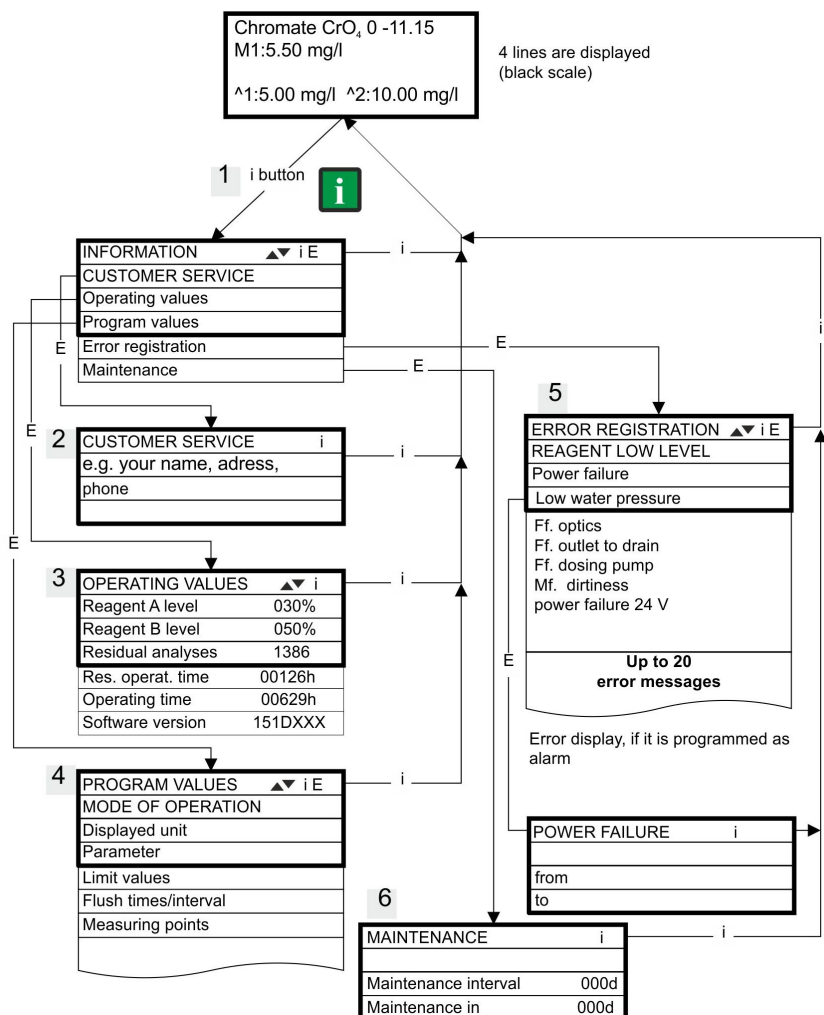 Chromate CrO₄ 0 -11.15
M1:5.50 mg/l
^1:5.00 mg/l ^2:10.00 mg/l
4 lines are displayed
(black scale)
1 i button
i
INFORMATION ▲▼ i E
i
CUSTOMER SERVICE
Operating values
Program values
Error registration
E
E
Maintenance
E
i
5
E
2
CUSTOMER SERVICE i
e.g. your name, adress,
phone
i
ERROR REGISTRATION ▲▼ i E
REAGENT LOW LEVEL
Power failure
Low water pressure
Ff. optics
Ff. outlet to drain
Ff. dosing pump
Mf. dirtiness
power failure 24 V
Up to 20
error messages
E
E
Error display, if it is programmed as
alarm
3
OPERATING VALUES ▲▼ i
i
Reagent A level 030%
Reagent B level 050%
Residual analyses 1386
Res. operat. time 00126h
Operating time 00629h
Software version 151DXXX
4
PROGRAM VALUES ▲▼ i E
i
MODE OF OPERATION
Displayed unit
Parameter
Limit values
Flush times/interval
Measuring points
POWER FAILURE i
from
to
6
MAINTENANCE i
i
Maintenance interval 000d
Maintenance in 000d